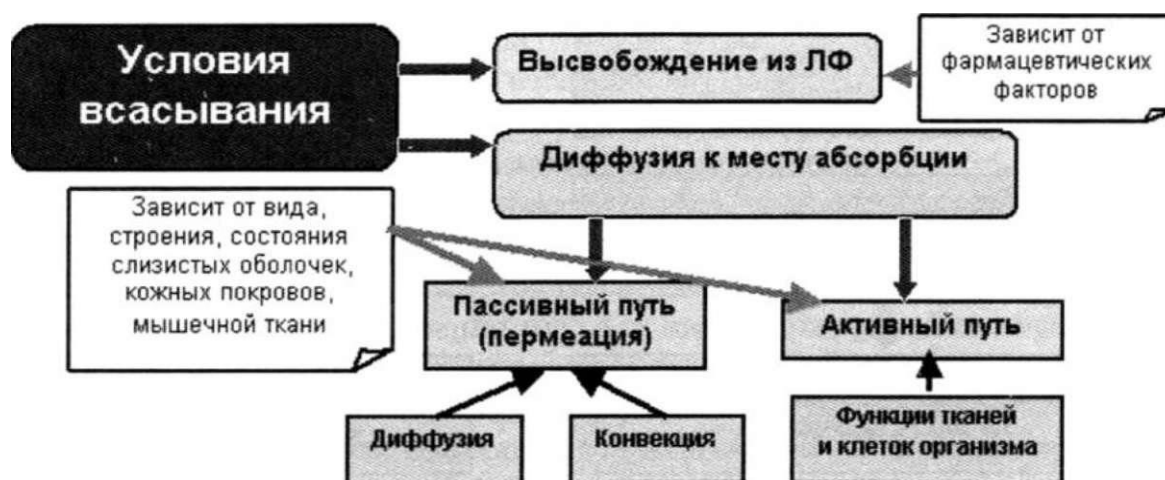 Условия
всасывания
Высвобождение из ЛФ
Зависит от
фармацевтических
факторов
Диффузия к месту абсорбции
Зависит от вида,
строения, состояния
слизистых оболочек,
кожных покровов,
мышечной ткани
Пассивный путь
(пермеация)
Активный путь
Диффузия
Конвекция
Функции тканей
и клеток организма